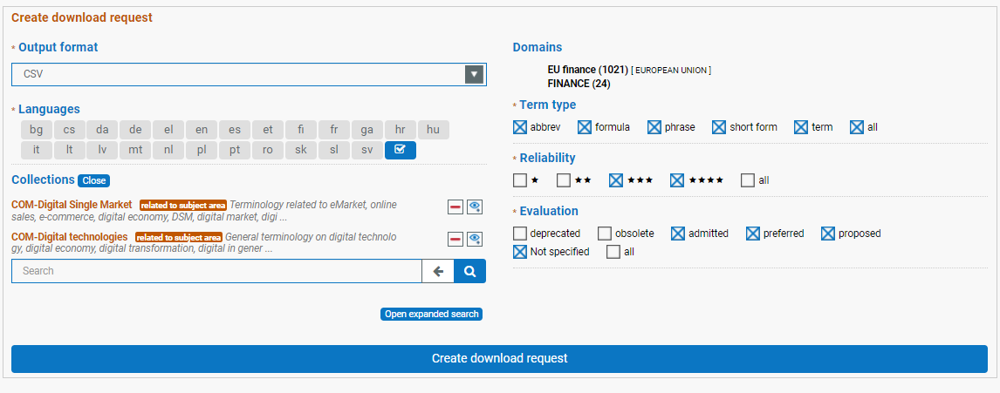 Create download request
* Output format
CSV
* Languages
bg cs da de el en es et fi fr ga hr hu
it lt lv mt nl pl pt ro sk sl sv
Collections Close
COM-Digital Single Market related to subject area Terminology related to eMarket, online
sales, e-commerce, digital economy, DSM, digital market, digi ...
COM-Digital technologies related to subject area General terminology on digital technolo
gy, digital economy, digital transformation, digital in gener ...
Search
Open expanded search
Domains
EU finance (1021) [ EUROPEAN UNION ]
FINANCE (24)
* Term type
abbrev formula phrase short form term all
* Reliability
★ ★★ ★★★ ★★★★ all
* Evaluation
deprecated obsolete admitted preferred proposed
Not specified all
Create download request